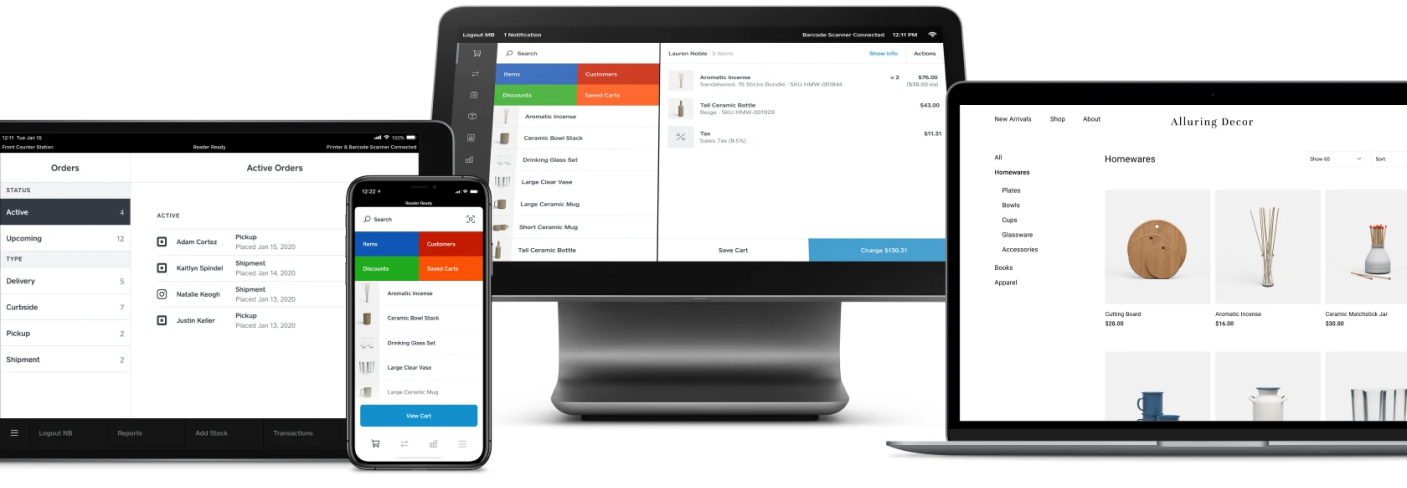 12:11 Tue Jan 15
100%
Front Counter Station
Reader Ready
Printer & Barcode Scanner Connected
Orders
Active Orders
STATUS
Active 4
Upcoming 12
TYPE
Delivery 5
Curbside 7
Pickup 2
Shipment 2
ACTIVE
Adam Cortez
Pickup
Placed Jan 15, 2020
Kaitlyn Spindel
Shipment
Placed Jan 14, 2020
Natalie Keogh
Shipment
Placed Jan 13, 2020
Justin Keller
Pickup
Placed Jan 13, 2020
Logout NB
Reports
Add Stock
Transactions
12:22
Reader Ready
Search
Items
Customers
Discounts
Saved Carts
Aromatic Incense
Ceramic Bowl Stack
Drinking Glass Set
Large Clear Vase
Large Ceramic Mug
View Cart
Logout MB
1 Notification
Barcode Scanner Connected
12:11 PM
Search
Items
Customers
Discounts
Saved Carts
Aromatic Incense
Ceramic Bowl Stack
Drinking Glass Set
Large Clear Vase
Large Ceramic Mug
Short Ceramic Mug
Tall Ceramic Bottle
Lauren Noble · 3 Items
Show Info
Actions
Aromatic Incense x 2 $76.00
Sandalwood, 15 Sticks Bundle · SKU HMW-001844 ($38.00 ea)
Tall Ceramic Bottle $43.00
Beige · SKU HMW-001929
Tax $11.31
Sales Tax (9.5%)
Save Cart
Charge $130.31
New Arrivals
Shop
About
Alluring Decor
All
Homewares
Plates
Bowls
Cups
Glassware
Accessories
Books
Apparel
Homewares
Show 60
Sort
Cutting Board
$28.00
Aromatic Incense
$16.00
Ceramic Matchstick Jar
$30.00